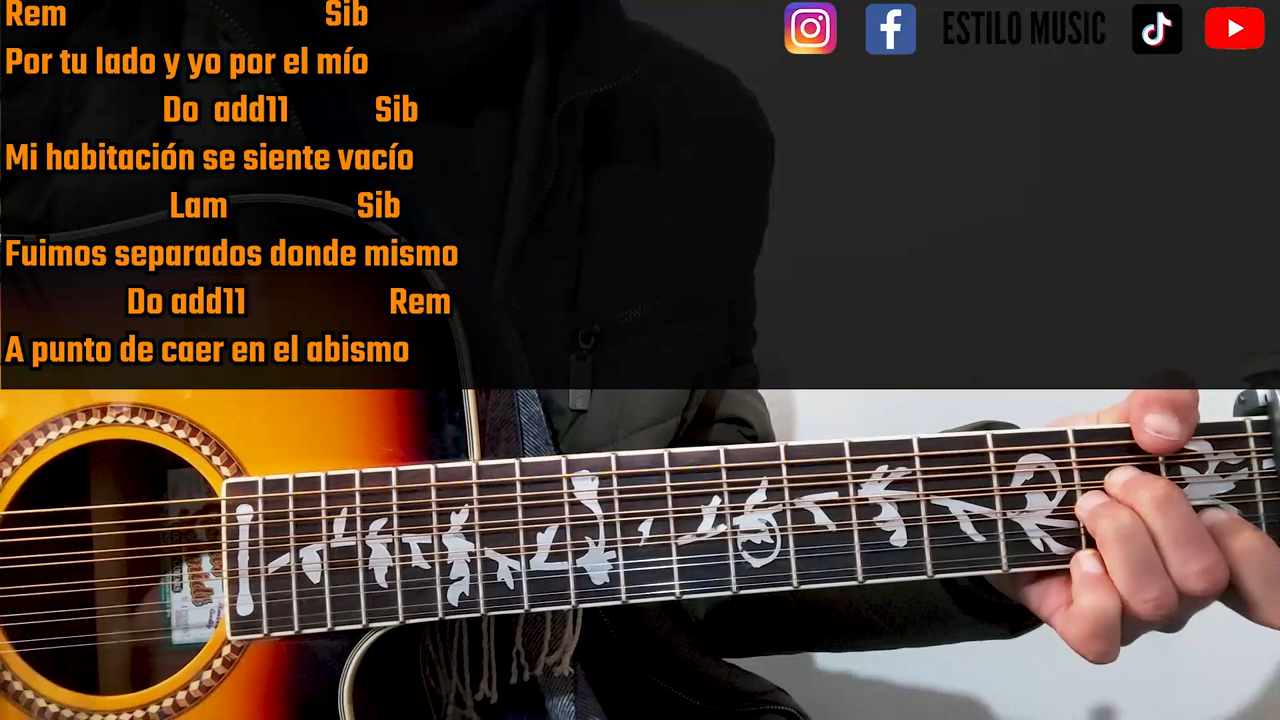 Rem Sib
ESTILO MUSIC
Por tu lado y yo por el mío
Do add11 Sib
Mi habitación se siente vacío
Lam Sib
Fuimos separados donde mismo
Do add11 Rem
A punto de caer en el abismo